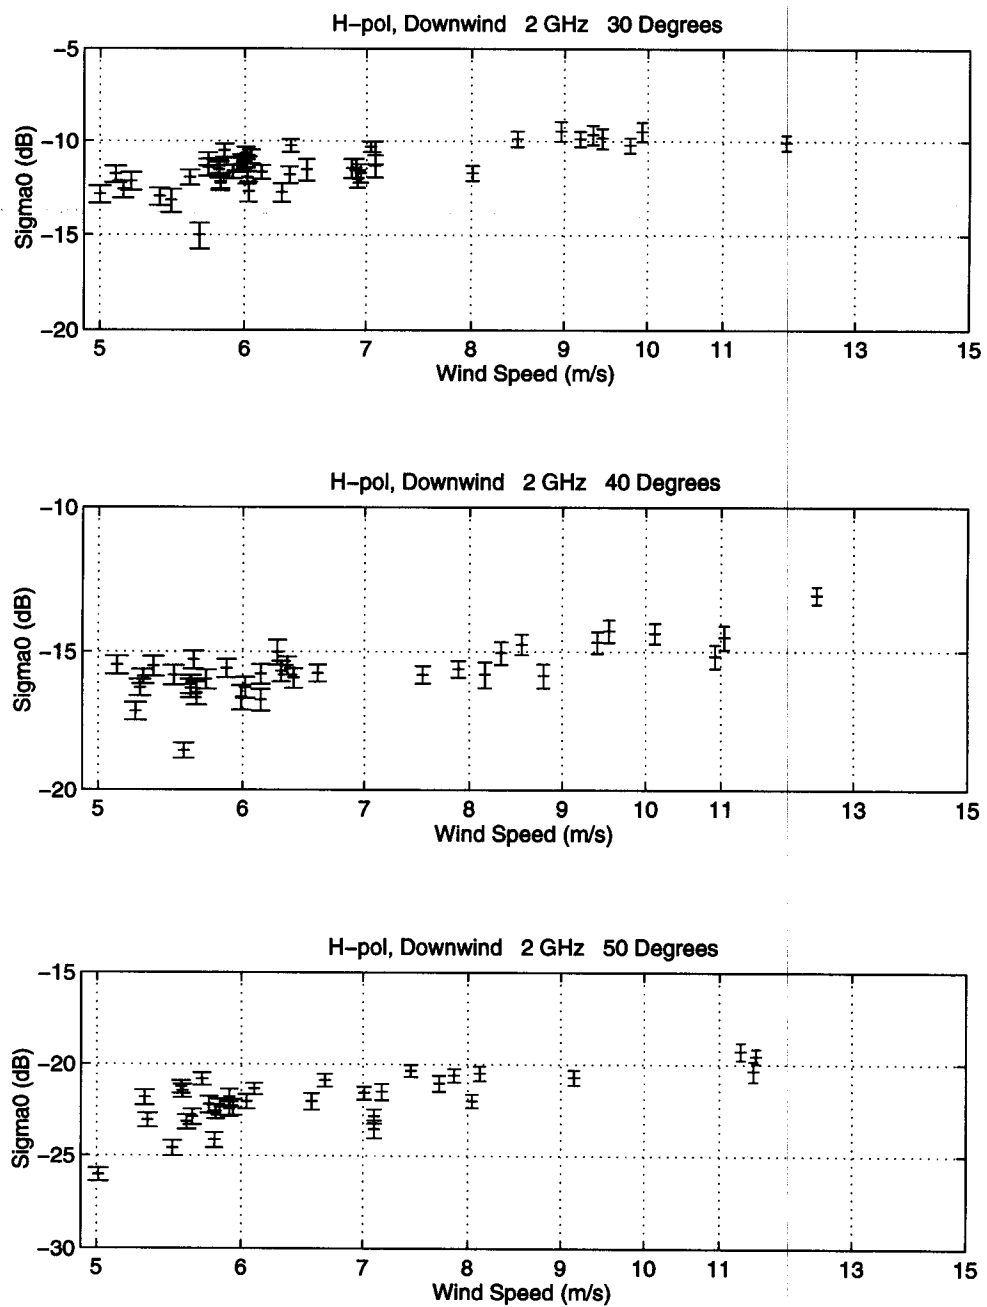 H-pol, Downwind 2 GHz 30 Degrees
-5
-10
-15
-20
Sigma0 (dB)
5 6 7 8 9 10 11 13 15
Wind Speed (m/s)
H-pol, Downwind 2 GHz 40 Degrees
-10
-15
-20
Sigma0 (dB)
5 6 7 8 9 10 11 13 15
Wind Speed (m/s)
H-pol, Downwind 2 GHz 50 Degrees
-15
-20
-25
-30
Sigma0 (dB)
5 6 7 8 9 10 11 13 15
Wind Speed (m/s)